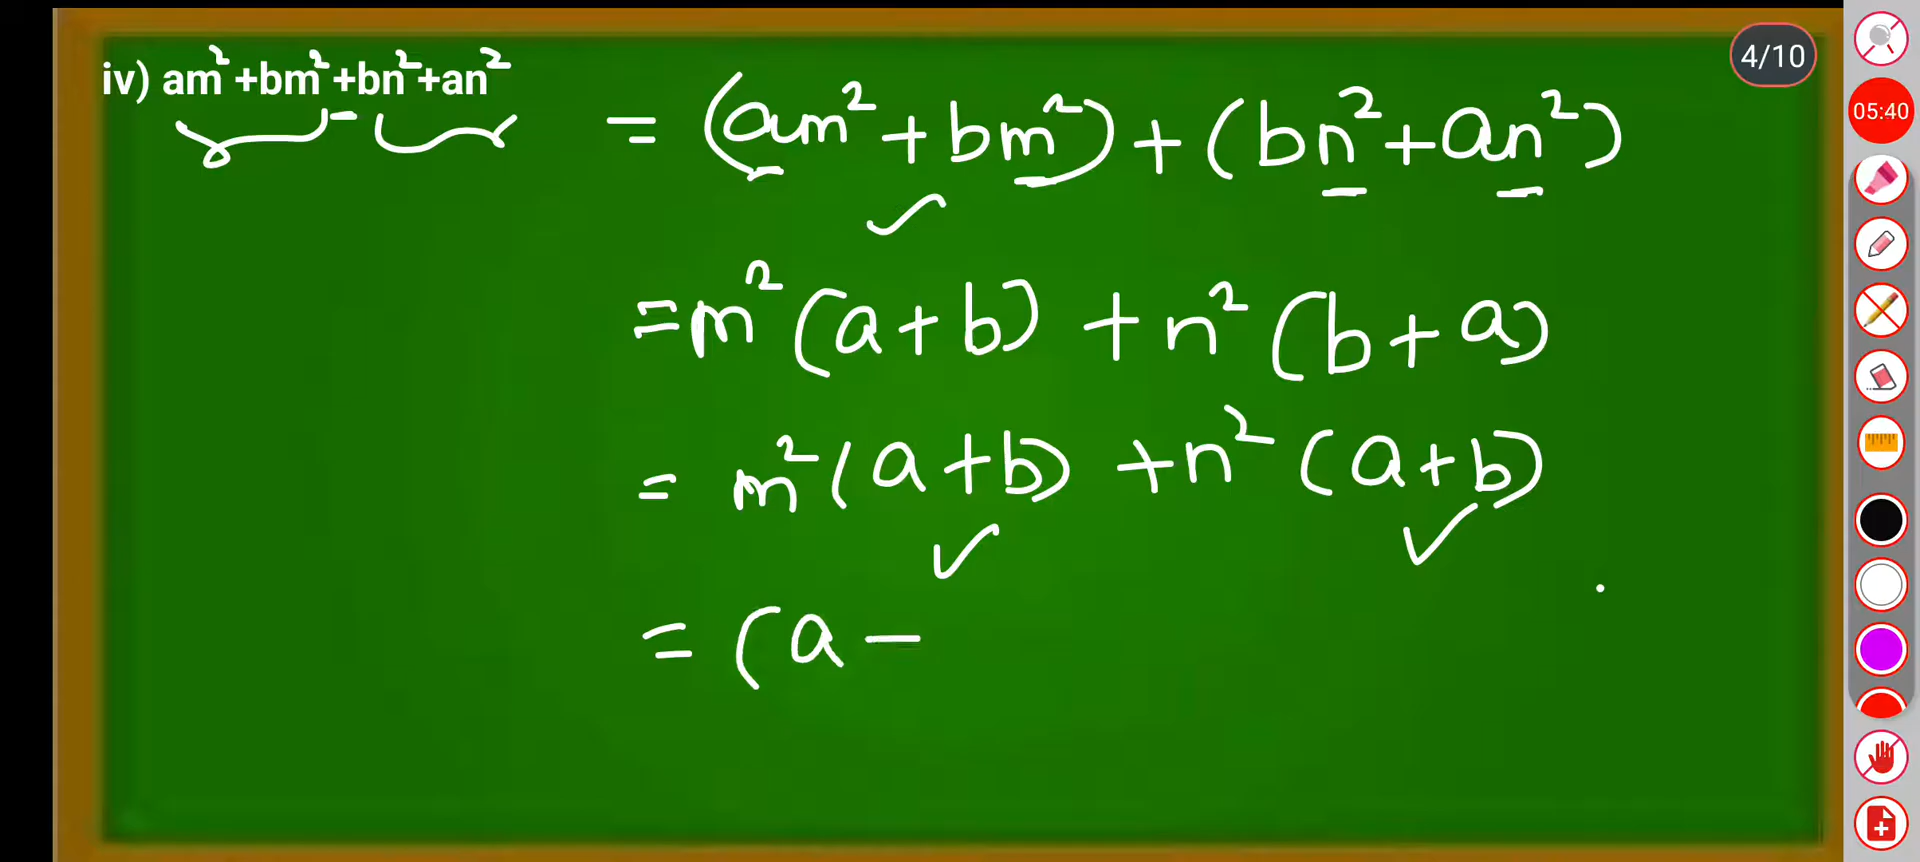 iv) am²+bm²+bn²+an²
= (am² + bm²) + (bn² + an²)
= m² (a + b) + n² (b + a)
= m² (a + b) + n² (a + b)
= (a −
4/10
05:40